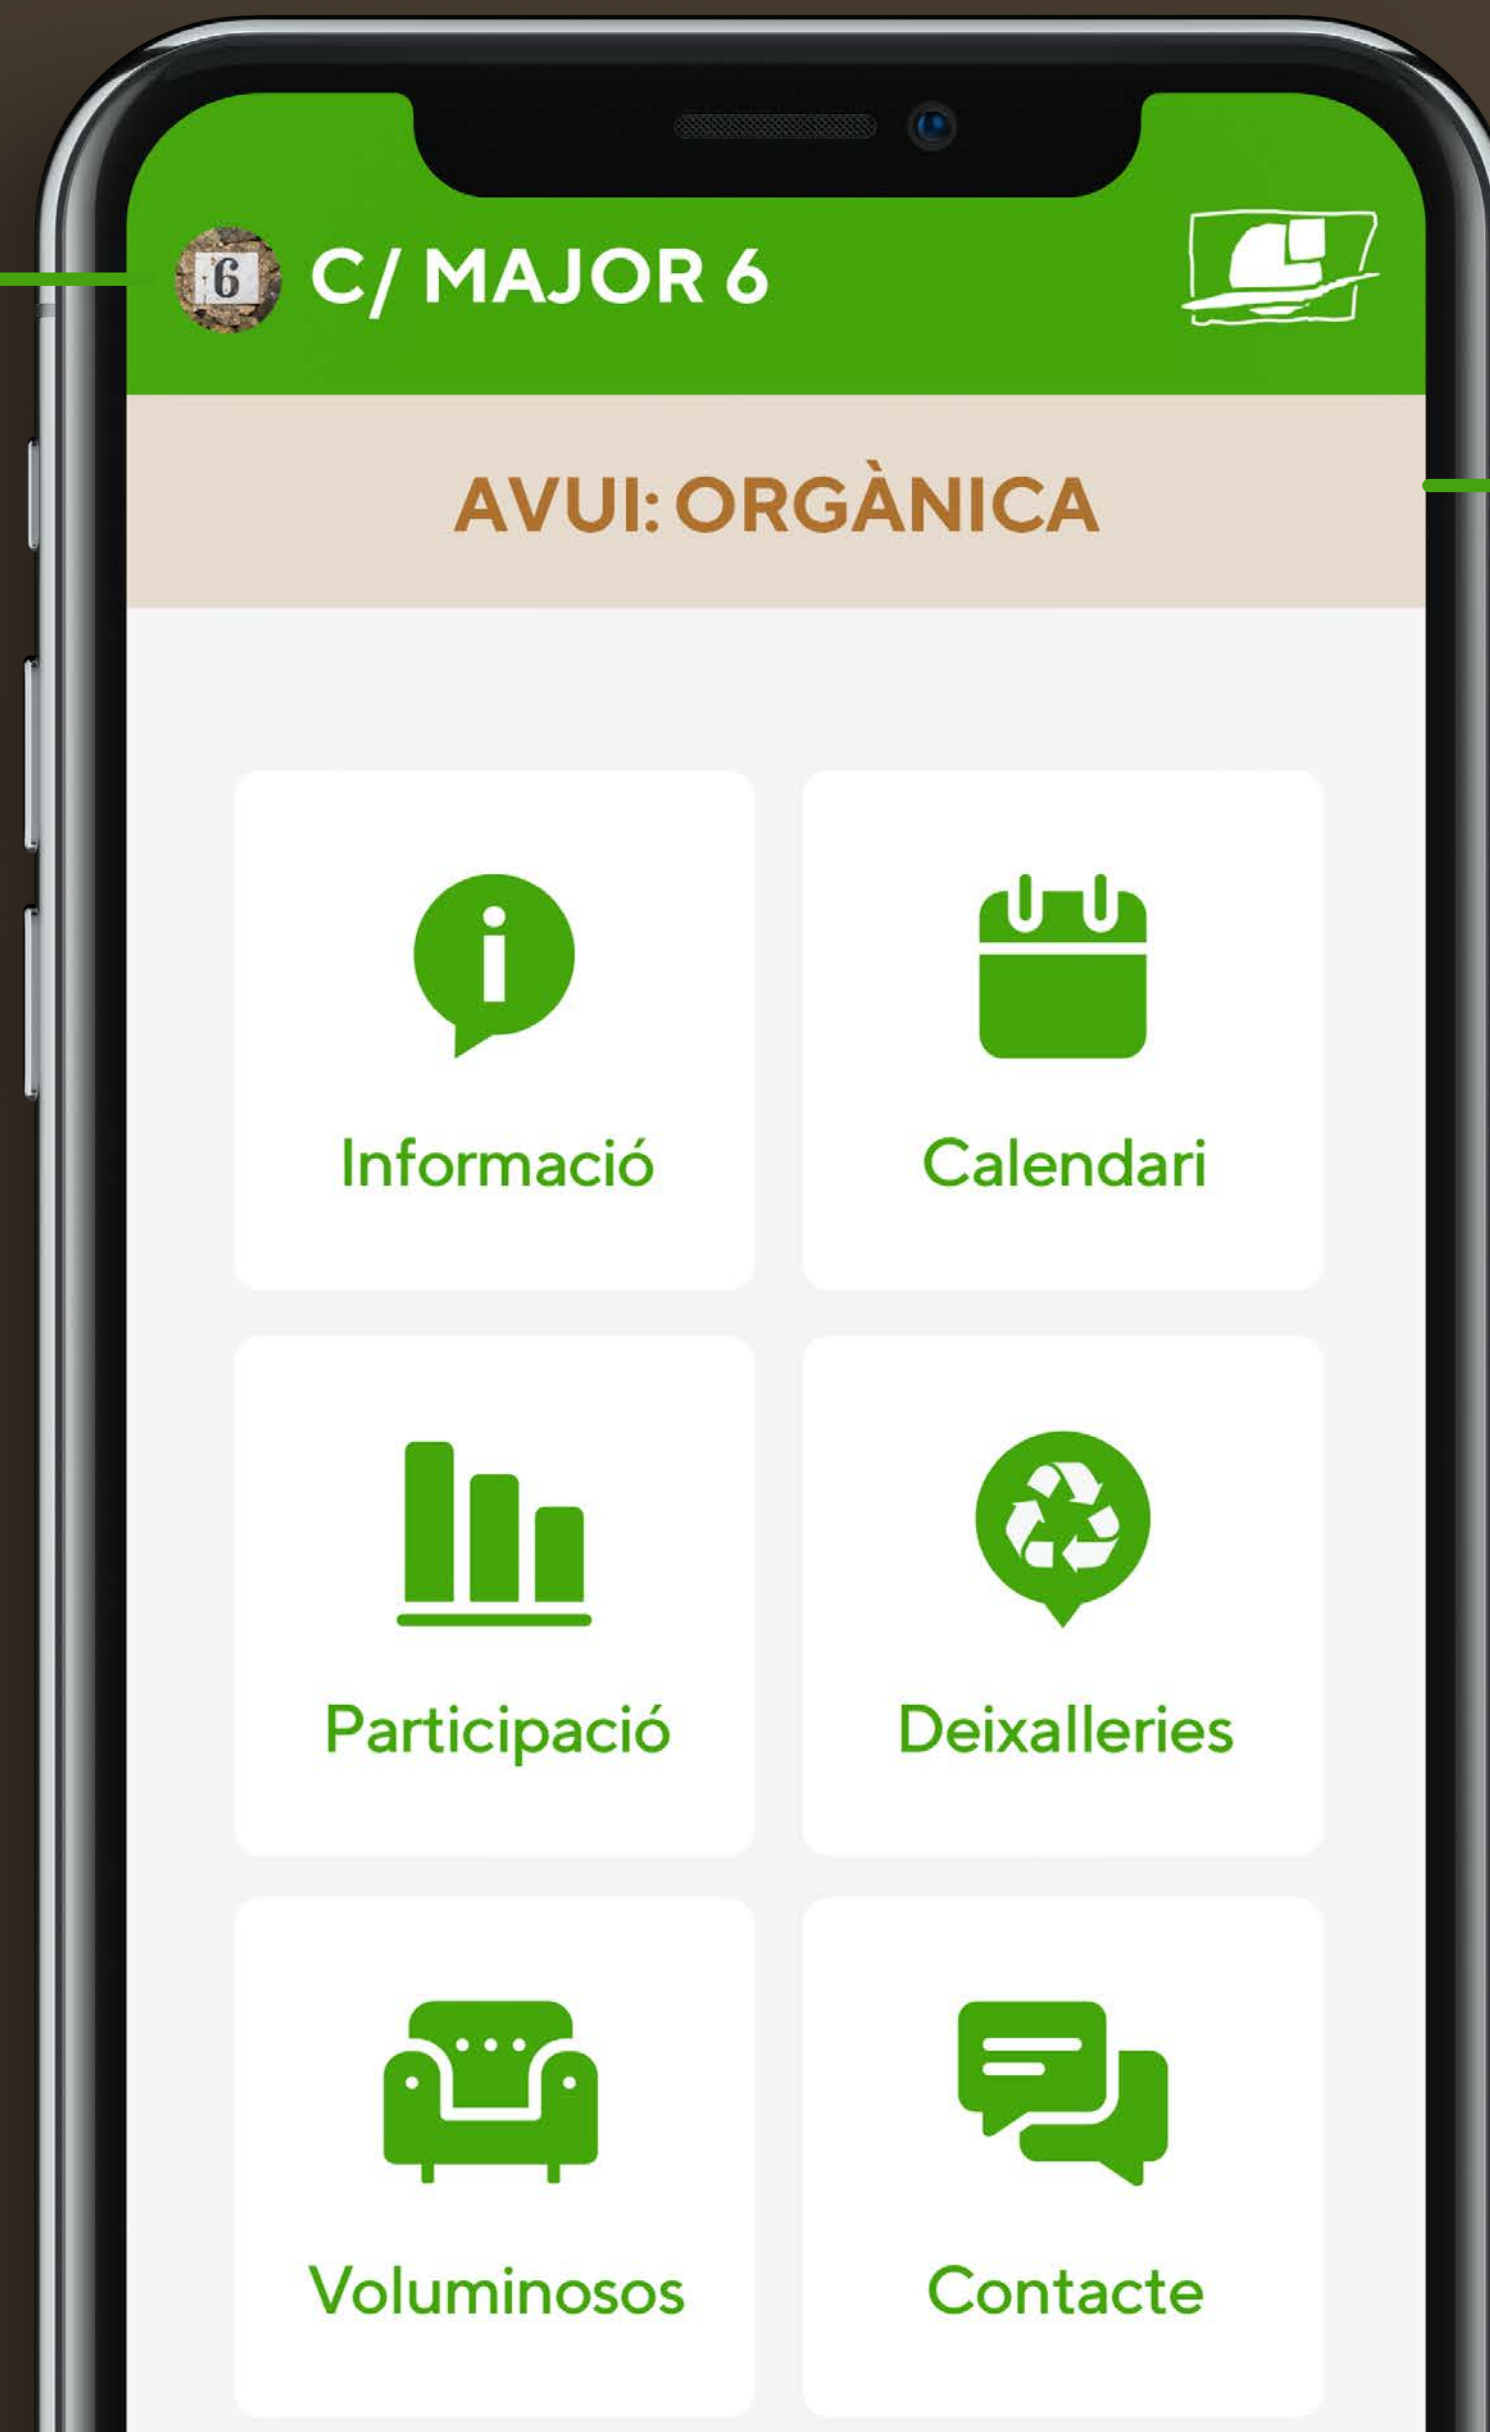 6 C/ MAJOR 6
AVUI: ORGÀNICA
Informació
Calendari
Participació
Deixalleries
Voluminosos
Contacte